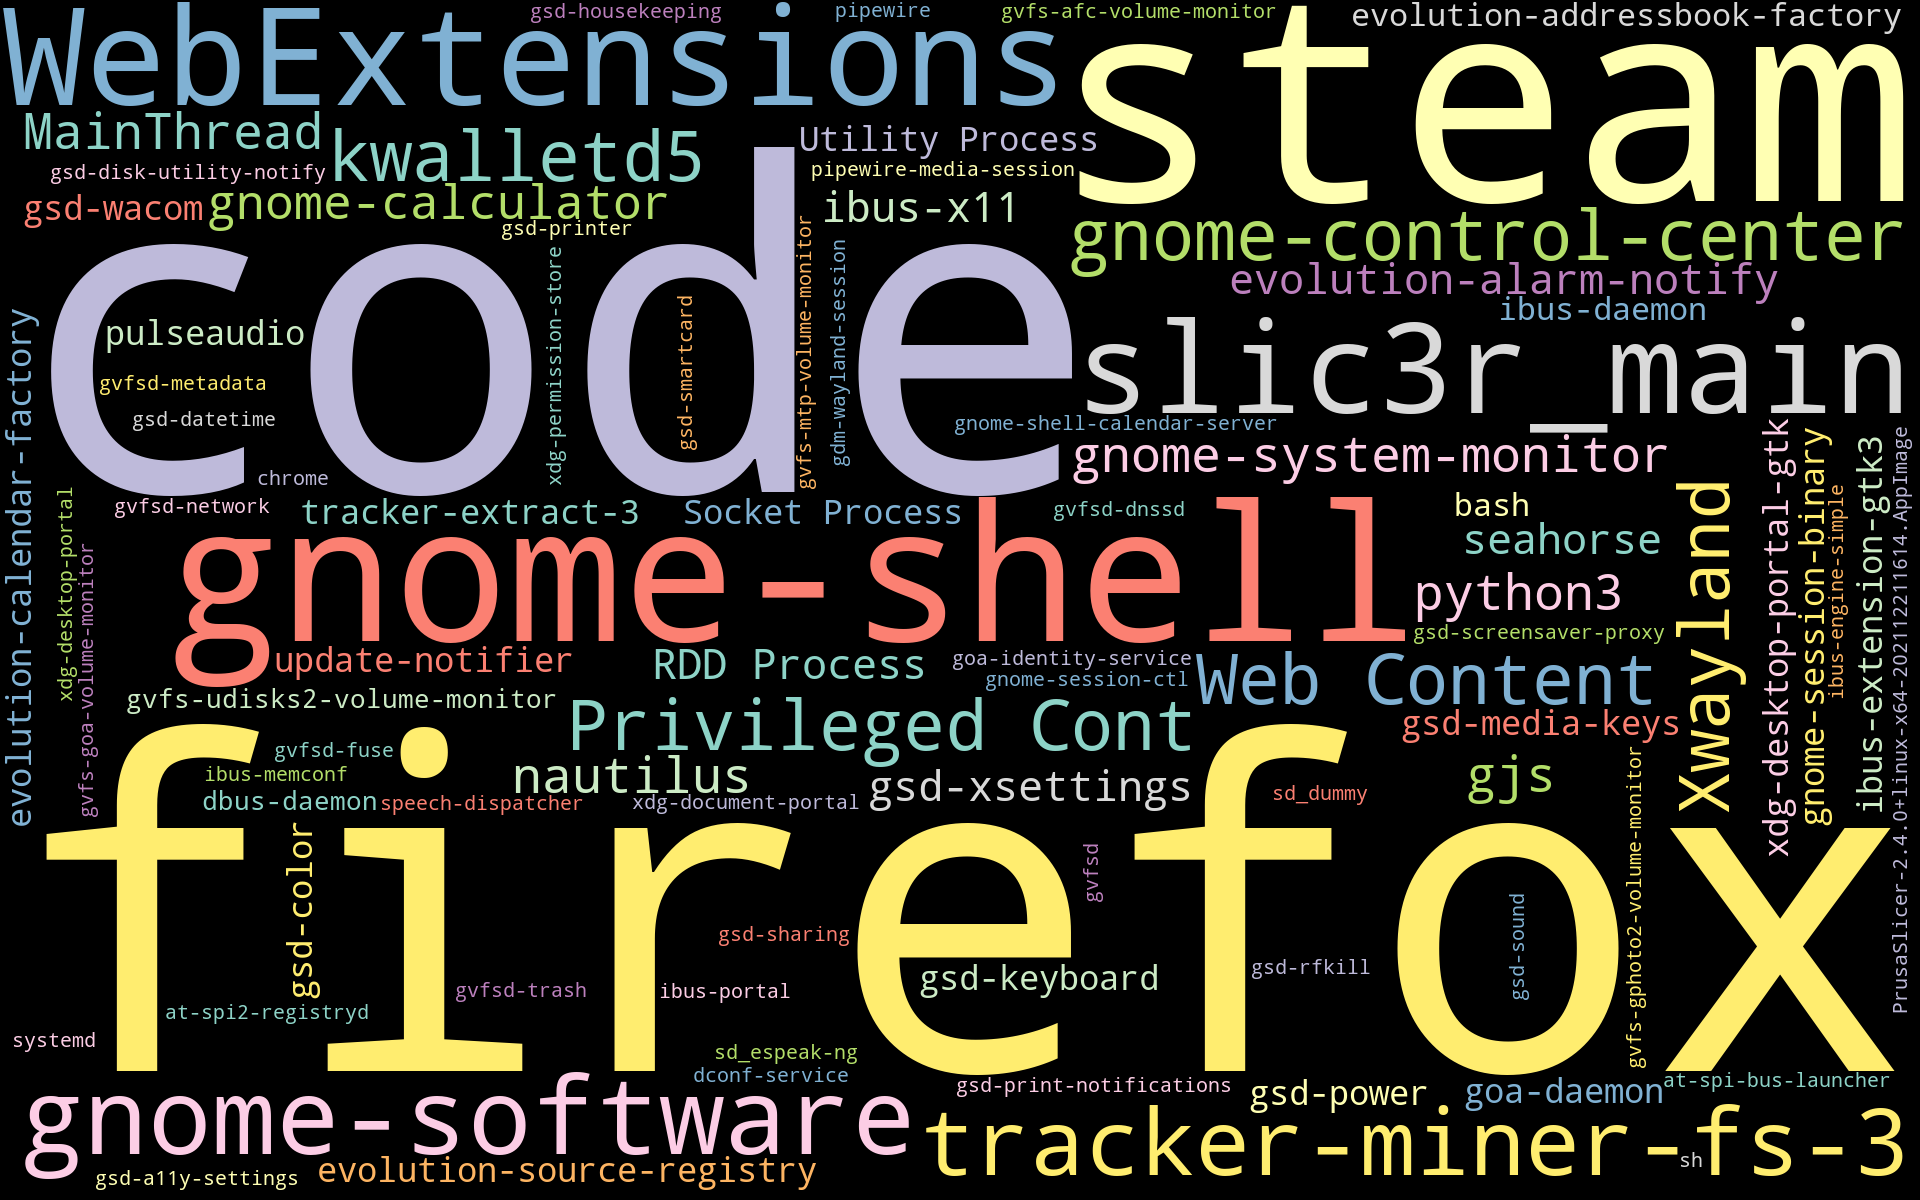 WebExtensions
gsd-housekeeping
pipewire
gvfs-afc-volume-monitor
evolution-addressbook-factory
steam
MainThread
kwalletd5
Utility Process
gsd-disk-utility-notify
pipewire-media-session
gsd-wacom
gnome-calculator
ibus-x11
gsd-printer
gnome-control-center
evolution-alarm-notify
ibus-daemon
code
pulseaudio
gvfsd-metadata
gsd-datetime
chrome
xdg-permission-store
gsd-smartcard
gvfs-mtp-volume-monitor
gdm-wayland-session
gnome-shell-calendar-server
slic3r_main
gnome-system-monitor
evolution-calendar-factory
xdg-desktop-portal
gvfs-goa-volume-monitor
gvfsd-network
tracker-extract-3
Socket Process
gvfsd-dnssd
bash
seahorse
python3
gsd-screensaver-proxy
gnome-shell
Xwayland
xdg-desktop-portal-gtk
gnome-session-binary
ibus-engine-simple
ibus-extension-gtk3
PrusaSlicer-2.4.0+linux-x64-202112211614.AppImage
update-notifier
RDD Process
goa-identity-service
gnome-session-ctl
Web Content
gvfs-udisks2-volume-monitor
Privileged Cont
gsd-media-keys
gvfsd-fuse
ibus-memconf
nautilus
gsd-xsettings
gjs
dbus-daemon
speech-dispatcher
xdg-document-portal
sd_dummy
firefox
gsd-color
gvfsd
gsd-sharing
gsd-keyboard
gsd-rfkill
gsd-sound
gvfs-gphoto2-volume-monitor
gvfsd-trash
ibus-portal
at-spi2-registryd
systemd
sd_espeak-ng
dconf-service
gsd-print-notifications
gsd-power
goa-daemon
at-spi-bus-launcher
gnome-software
tracker-miner-fs-3
sh
gsd-a11y-settings
evolution-source-registry